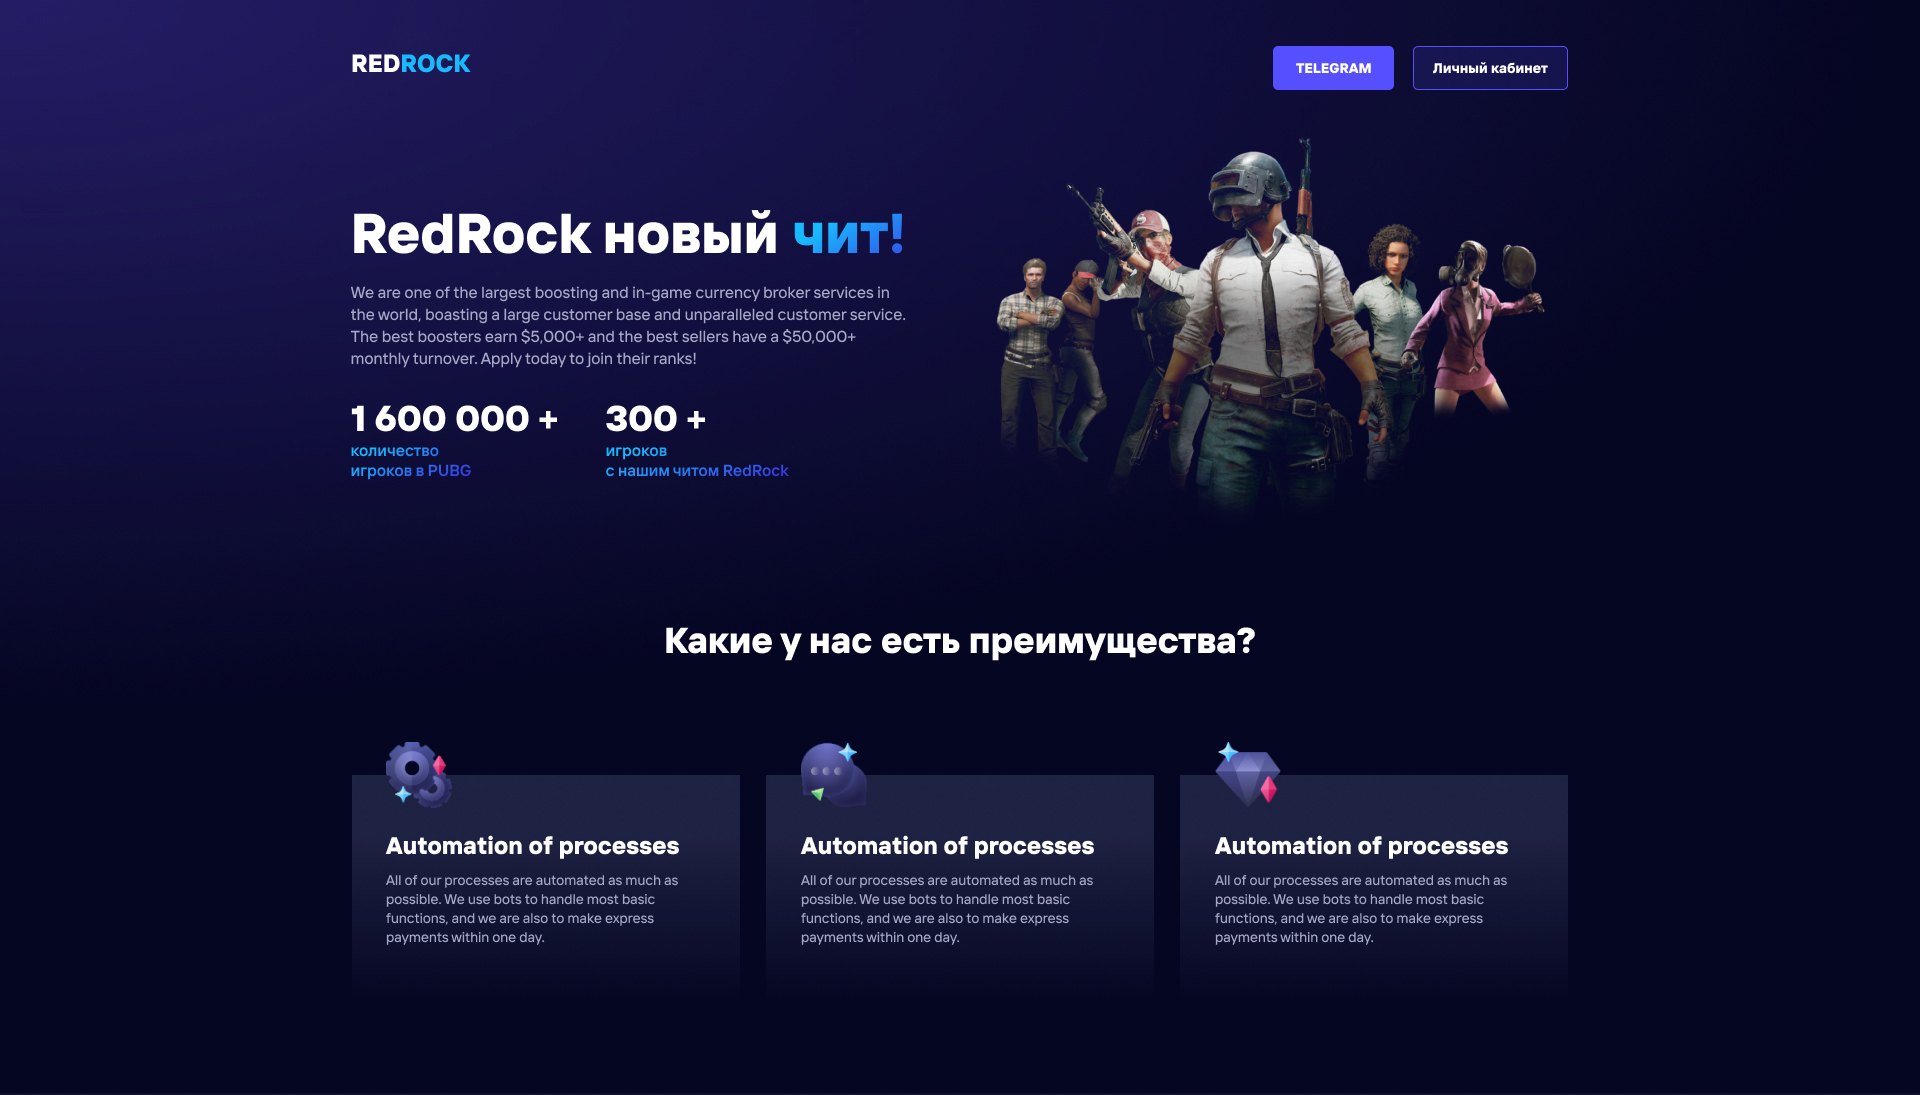 REDROCK
TELEGRAM
Личный кабинет
RedRock новый чит!
We are one of the largest boosting and in-game currency broker services in
the world, boasting a large customer base and unparalleled customer service.
The best boosters earn $5,000+ and the best sellers have a $50,000+
monthly turnover. Apply today to join their ranks!
1 600 000 +
количество
игроков в PUBG
300 +
игроков
с нашим читом RedRock
Какие у нас есть преимущества?
Automation of processes
All of our processes are automated as much as
possible. We use bots to handle most basic
functions, and we are also to make express
payments within one day.
Automation of processes
All of our processes are automated as much as
possible. We use bots to handle most basic
functions, and we are also to make express
payments within one day.
Automation of processes
All of our processes are automated as much as
possible. We use bots to handle most basic
functions, and we are also to make express
payments within one day.